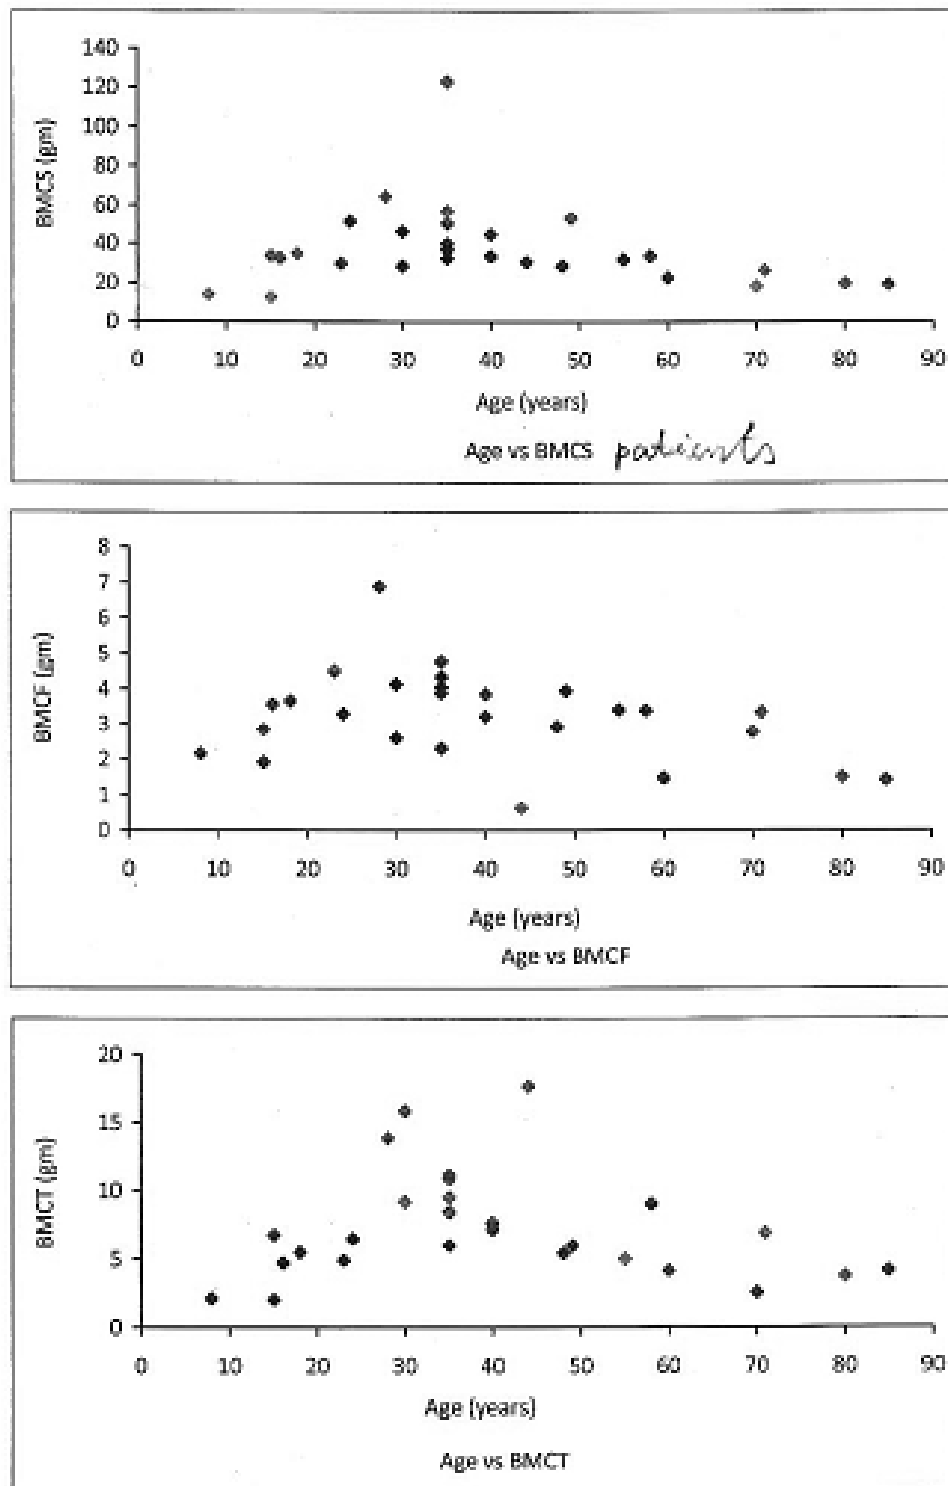 140
120
100
80
60
40
20
0
BMCS (gm)
0 10 20 30 40 50 60 70 80 90
Age (years)
Age vs BMCS patients
8
7
6
5
4
3
2
1
0
BMCF (gm)
0 10 20 30 40 50 60 70 80 90
Age (years)
Age vs BMCF
20
15
10
5
0
BMCT (gm)
0 10 20 30 40 50 60 70 80 90
Age (years)
Age vs BMCT